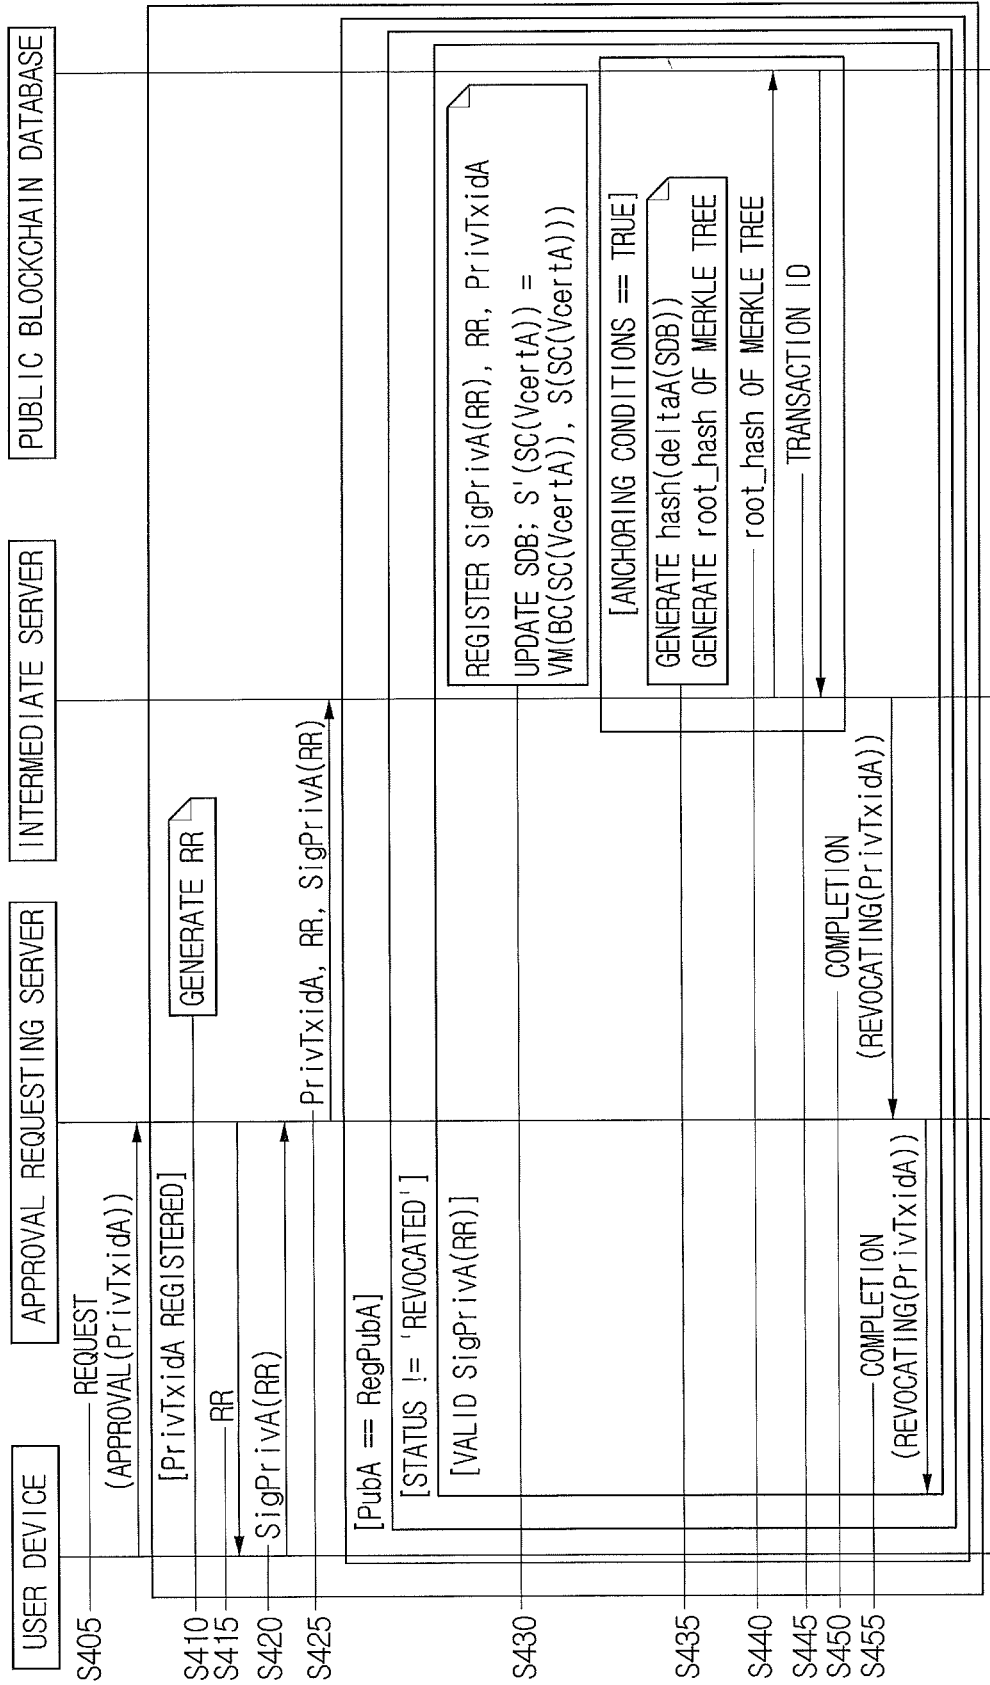 USER DEVICE
APPROVAL REQUESTING SERVER
INTERMEDIATE SERVER
PUBLIC BLOCKCHAIN DATABASE
S405
REQUEST
(APPROVAL(PrivTxidA))
[PrivTxidA REGISTERED]
S410
GENERATE RR
S415
RR
S420
SigPrivA(RR)
S425
PrivTxidA, RR, SigPrivA(RR)
[PubA == RegPubA]
[STATUS != 'REVOCATED']
[VALID SigPrivA(RR)]
S430
REGISTER SigPrivA(RR), RR, PrivTxidA
UPDATE SDB; S'(SC(VcertA)) =
VM(BC(SC(VcertA)), S(SC(VcertA)))
[ANCHORING CONDITIONS == TRUE]
S435
GENERATE hash(deltaA(SDB))
GENERATE root_hash OF MERKLE TREE
S440
root_hash OF MERKLE TREE
S445
TRANSACTION ID
S450
COMPLETION
(REVOCATING(PrivTxidA))
S455
COMPLETION
(REVOCATING(PrivTxidA))